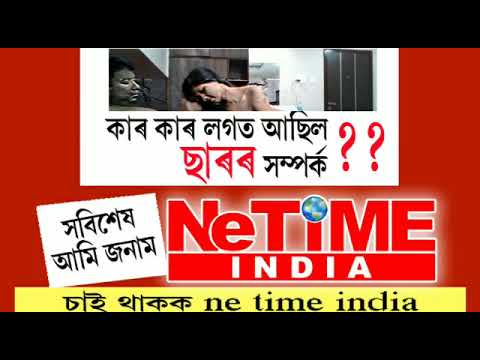 কাৰ কাৰ লগত আছিল
ছাৰৰ সম্পৰ্ক ??
সবিশেষ
আমি জনাম
NeTiME
INDIA
চাই থাকক ne time india